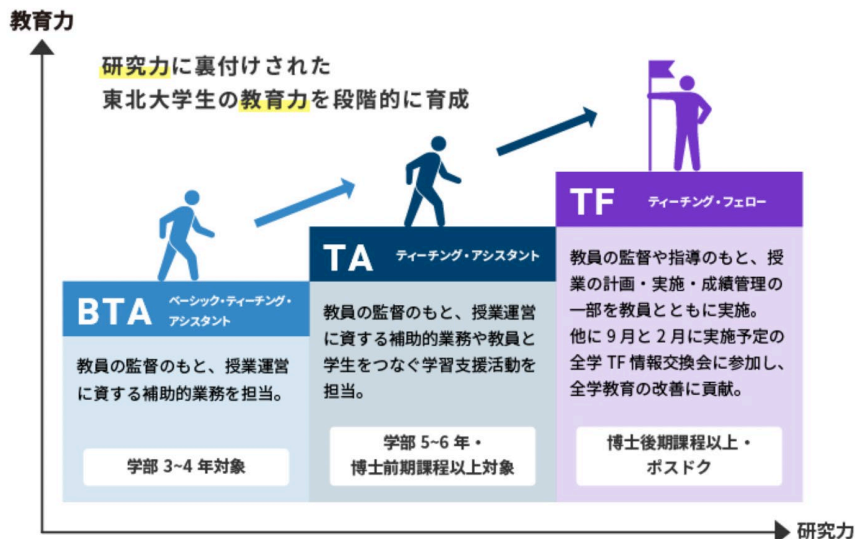 教育力
研究力に裏付けされた
東北大学生の教育力を段階的に育成
BTA
ベーシック・ティーチング・
アシスタント
教員の監督のもと、授業運営
に資する補助的業務を担当。
学部 3~4 年対象
TA
ティーチング・アシスタント
教員の監督のもと、授業運営
に資する補助的業務や教員と
学生をつなぐ学習支援活動を
担当。
学部 5~6 年・
博士前期課程以上対象
TF
ティーチング・フェロー
教員の監督や指導のもと、授
業の計画・実施・成績管理の
一部を教員とともに実施。
他に 9 月と 2 月に実施予定の
全学 TF 情報交換会に参加し、
全学教育の改善に貢献。
博士後期課程以上・
ポスドク
研究力